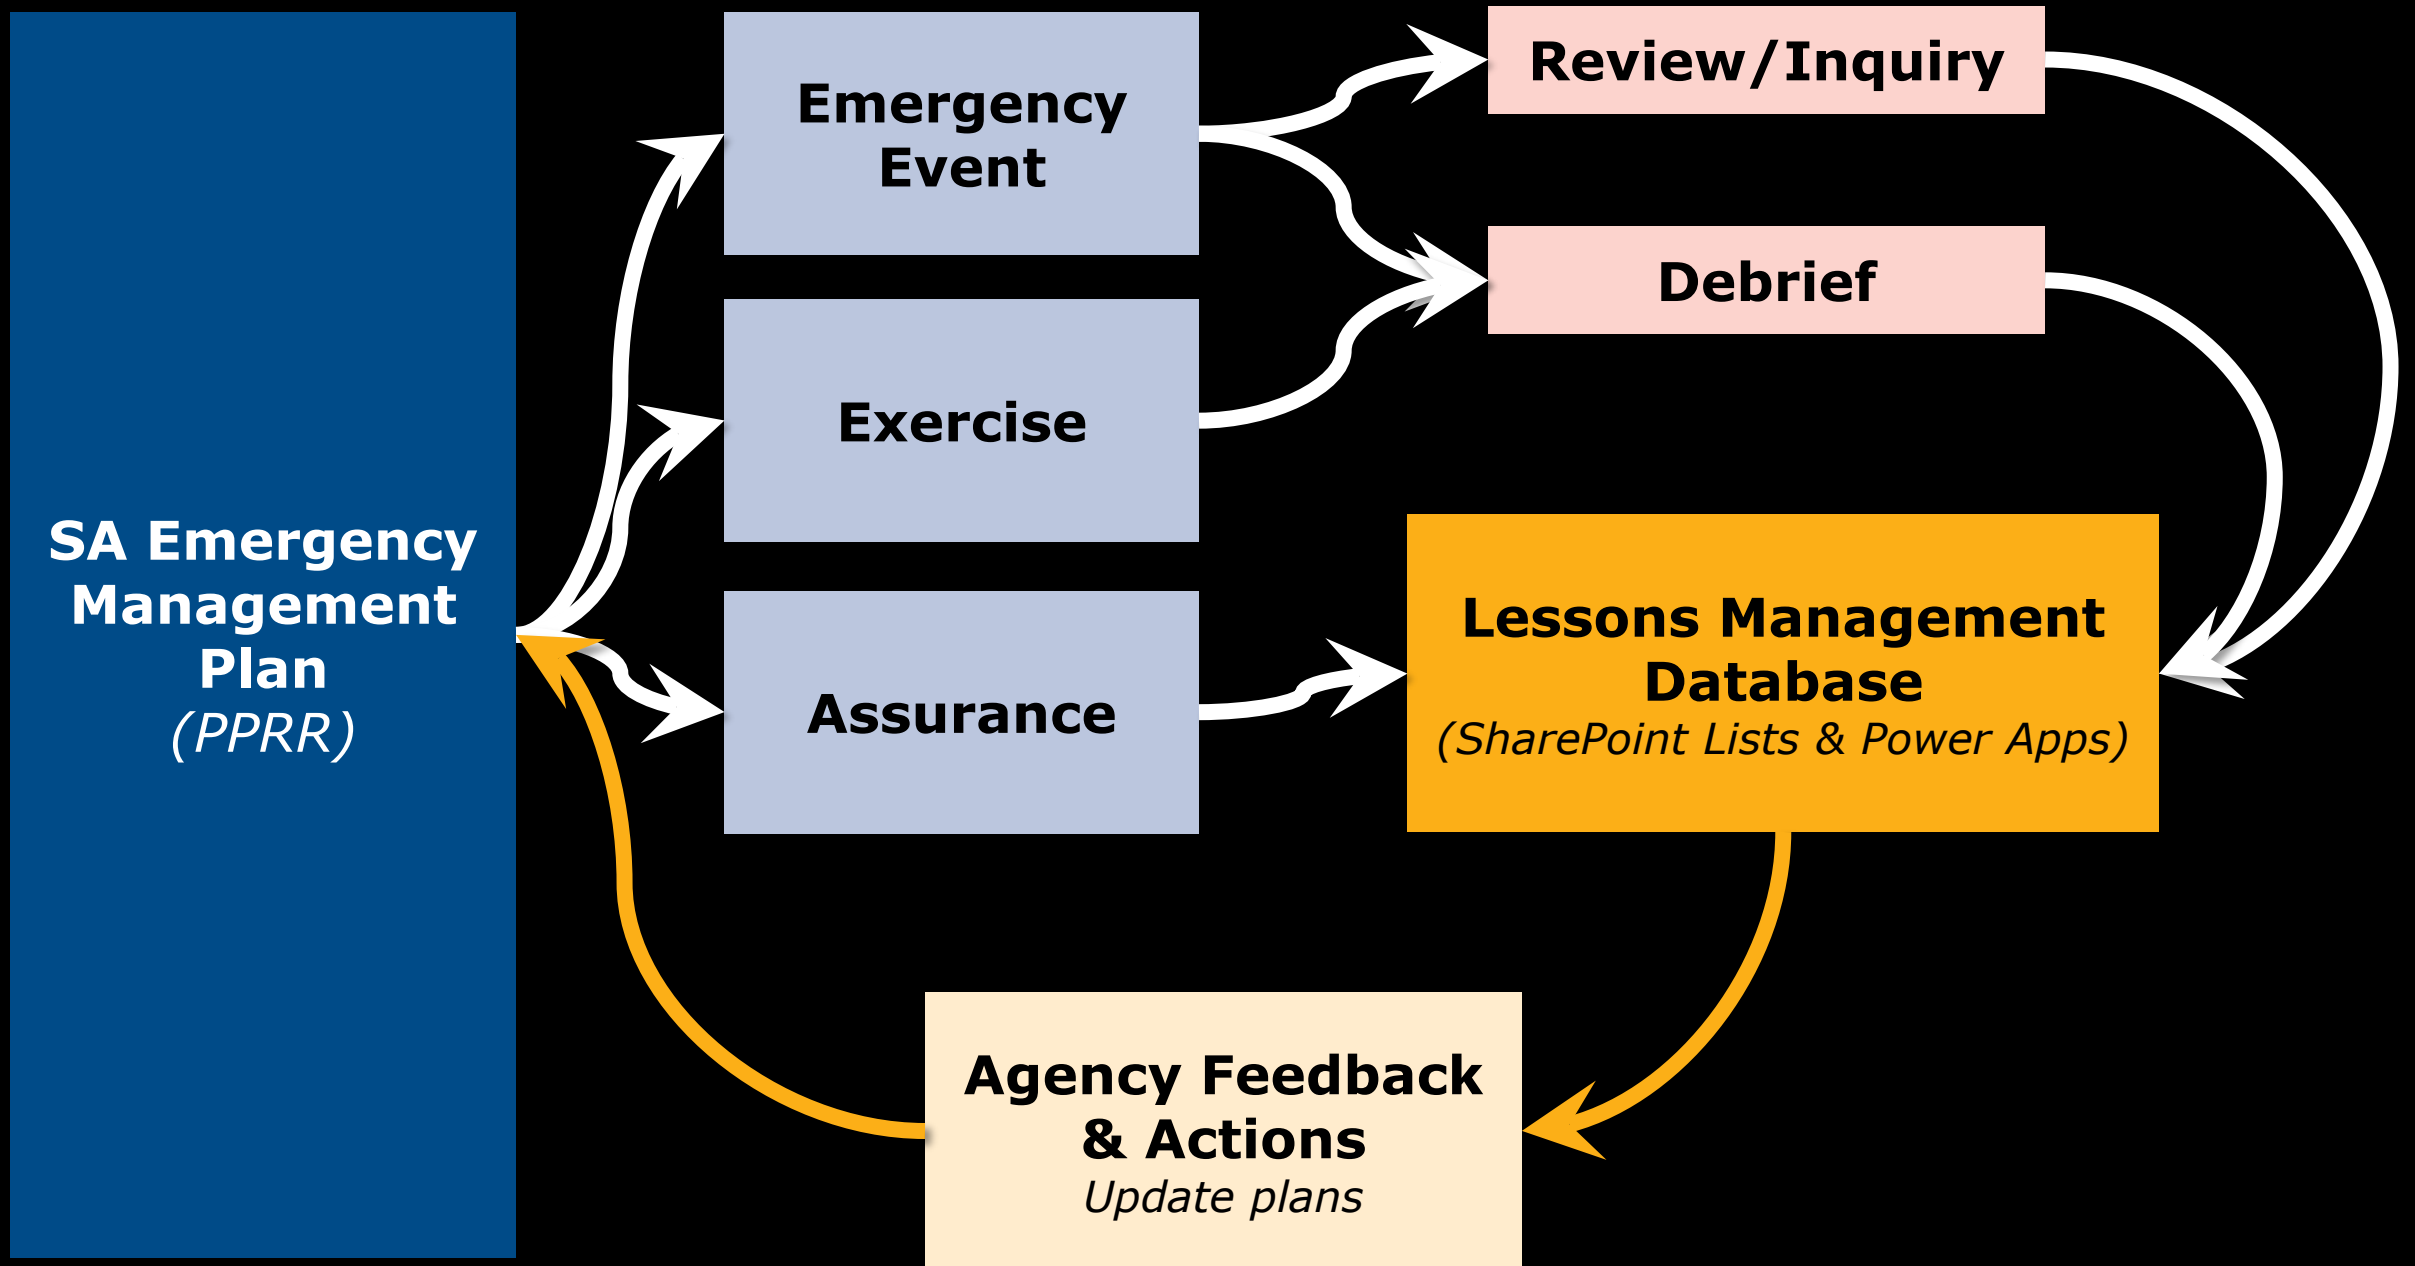 SA Emergency
Management
Plan
(PPRR)
Emergency
Event
Exercise
Assurance
Review/Inquiry
Debrief
Lessons Management
Database
(SharePoint Lists & Power Apps)
Agency Feedback
& Actions
Update plans